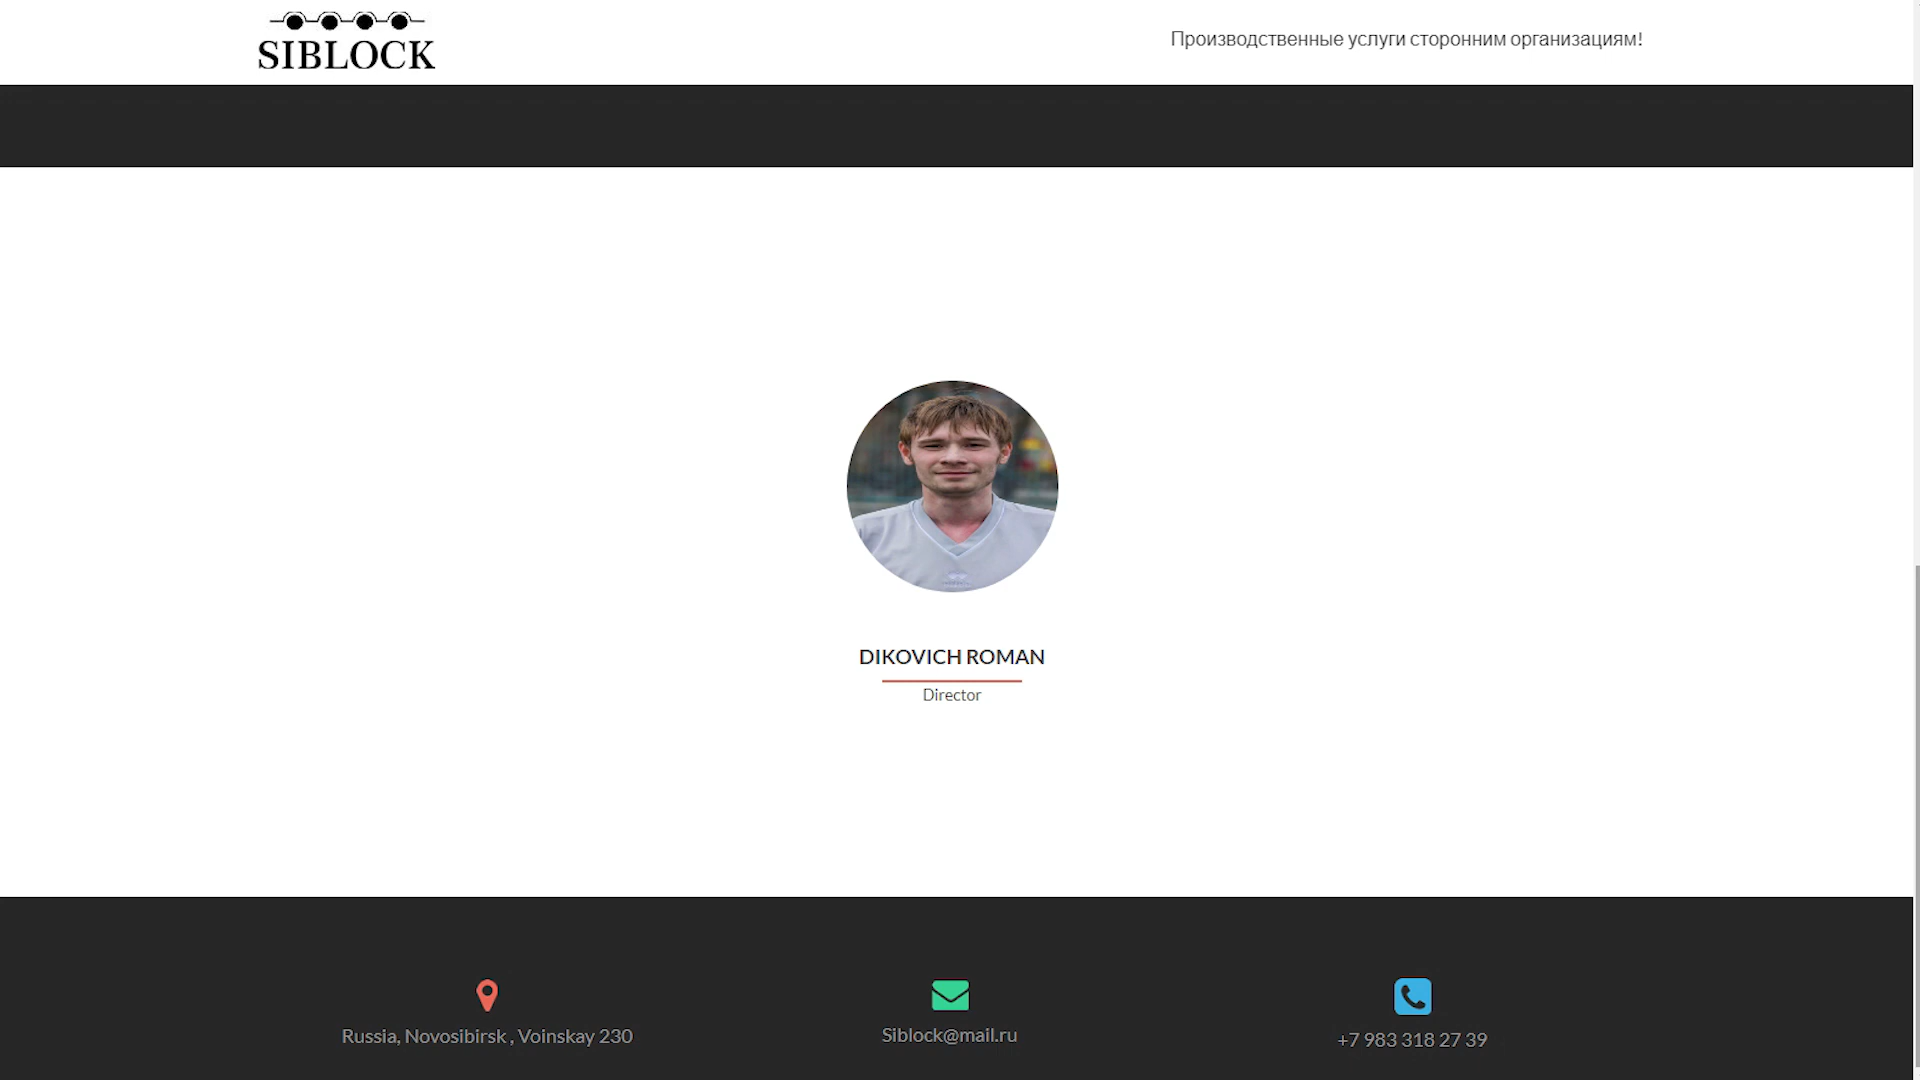 SIBLOCK
Производственные услуги сторонним организациям!
DIKOVICH ROMAN
Director
Russia, Novosibirsk , Voinskay 230
Siblock@mail.ru
+7 983 318 27 39